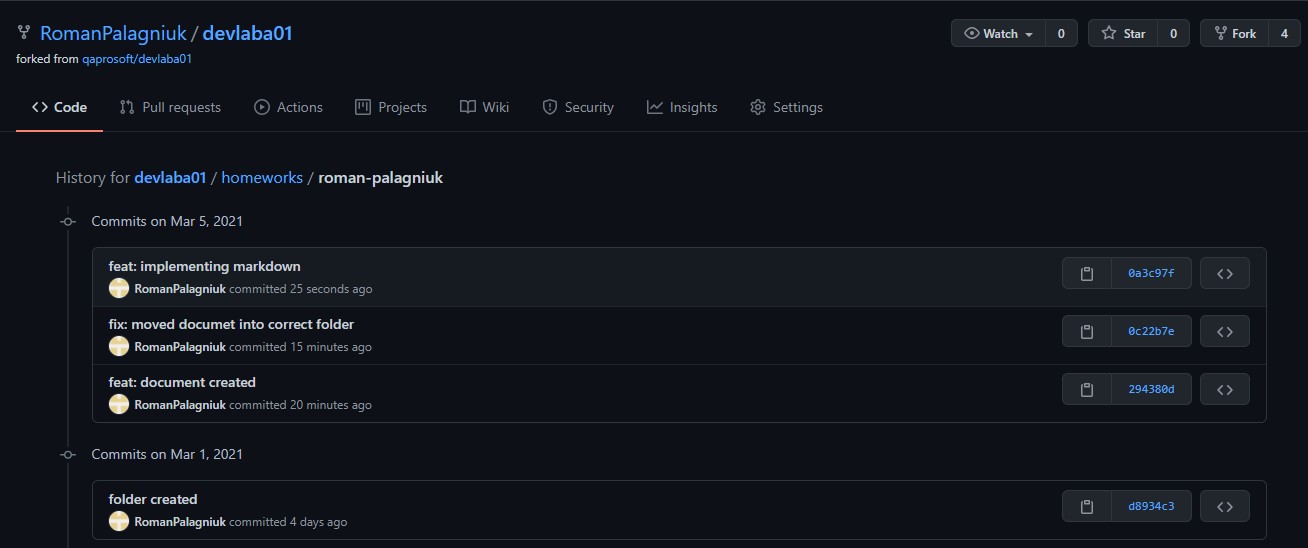 RomanPalagniuk / devlaba01
Watch 0 Star 0 Fork 4
forked from qaprosoft/devlaba01
Code Pull requests Actions Projects Wiki Security Insights Settings
History for devlaba01 / homeworks / roman-palagniuk
Commits on Mar 5, 2021
feat: implementing markdown
RomanPalagniuk committed 25 seconds ago
0a3c97f
fix: moved documet into correct folder
RomanPalagniuk committed 15 minutes ago
0c22b7e
feat: document created
RomanPalagniuk committed 20 minutes ago
294380d
Commits on Mar 1, 2021
folder created
RomanPalagniuk committed 4 days ago
d8934c3